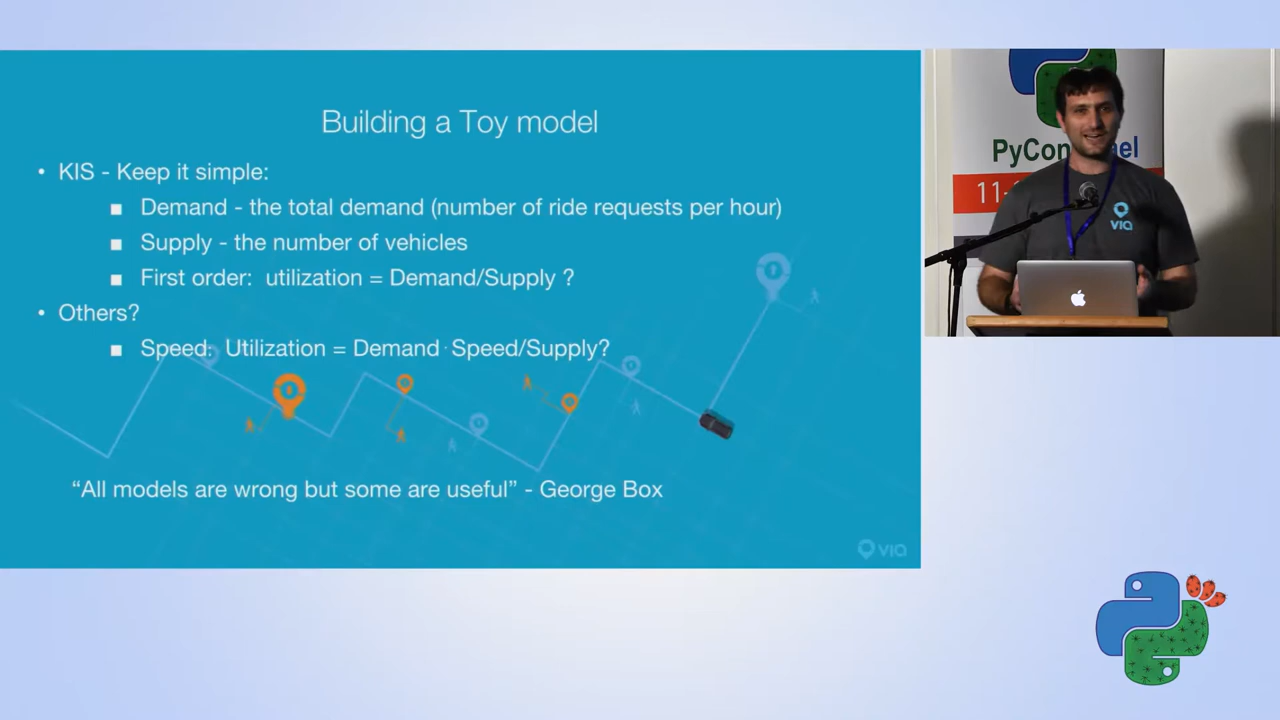 Building a Toy model
• KIS - Keep it simple:
■ Demand - the total demand (number of ride requests per hour)
■ Supply - the number of vehicles
■ First order: utilization = Demand/Supply ?
• Others?
■ Speed: Utilization = Demand · Speed/Supply?
“All models are wrong but some are useful” - George Box
via
PyCon
ael
11-
via